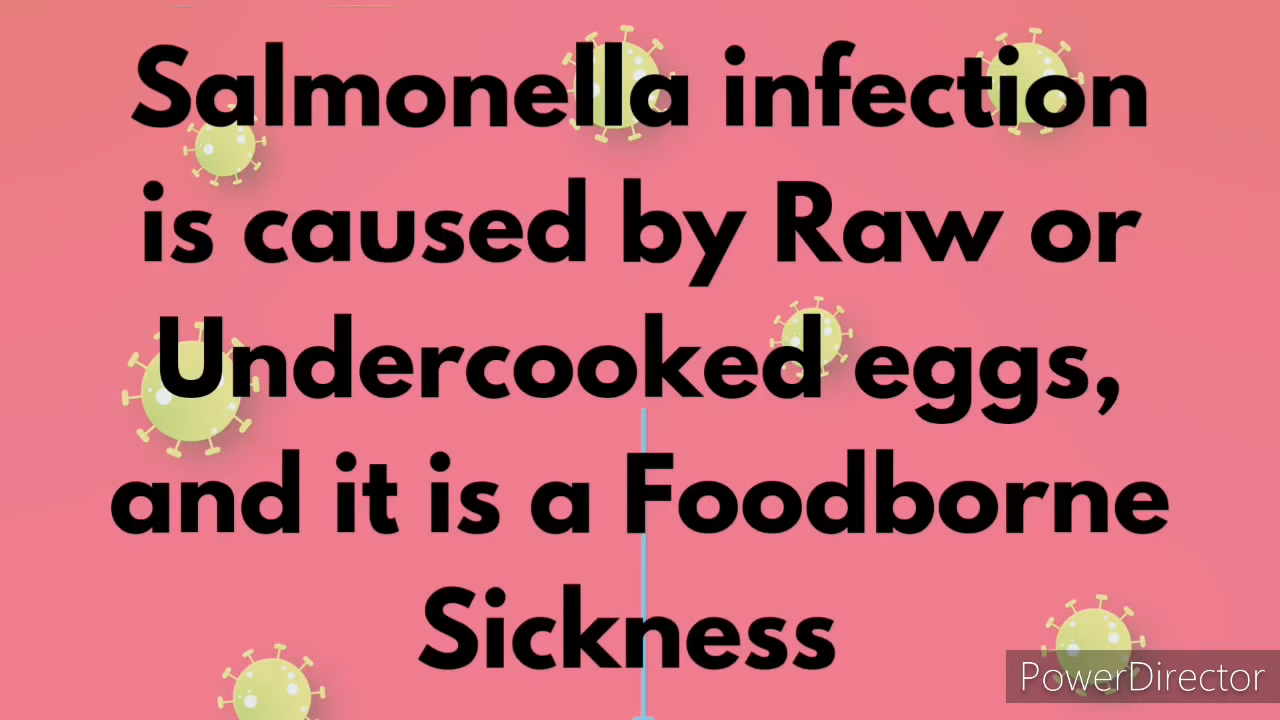 Salmonella infection
is caused by Raw or
Undercooked eggs,
and it is a Foodborne
Sickness
PowerDirector